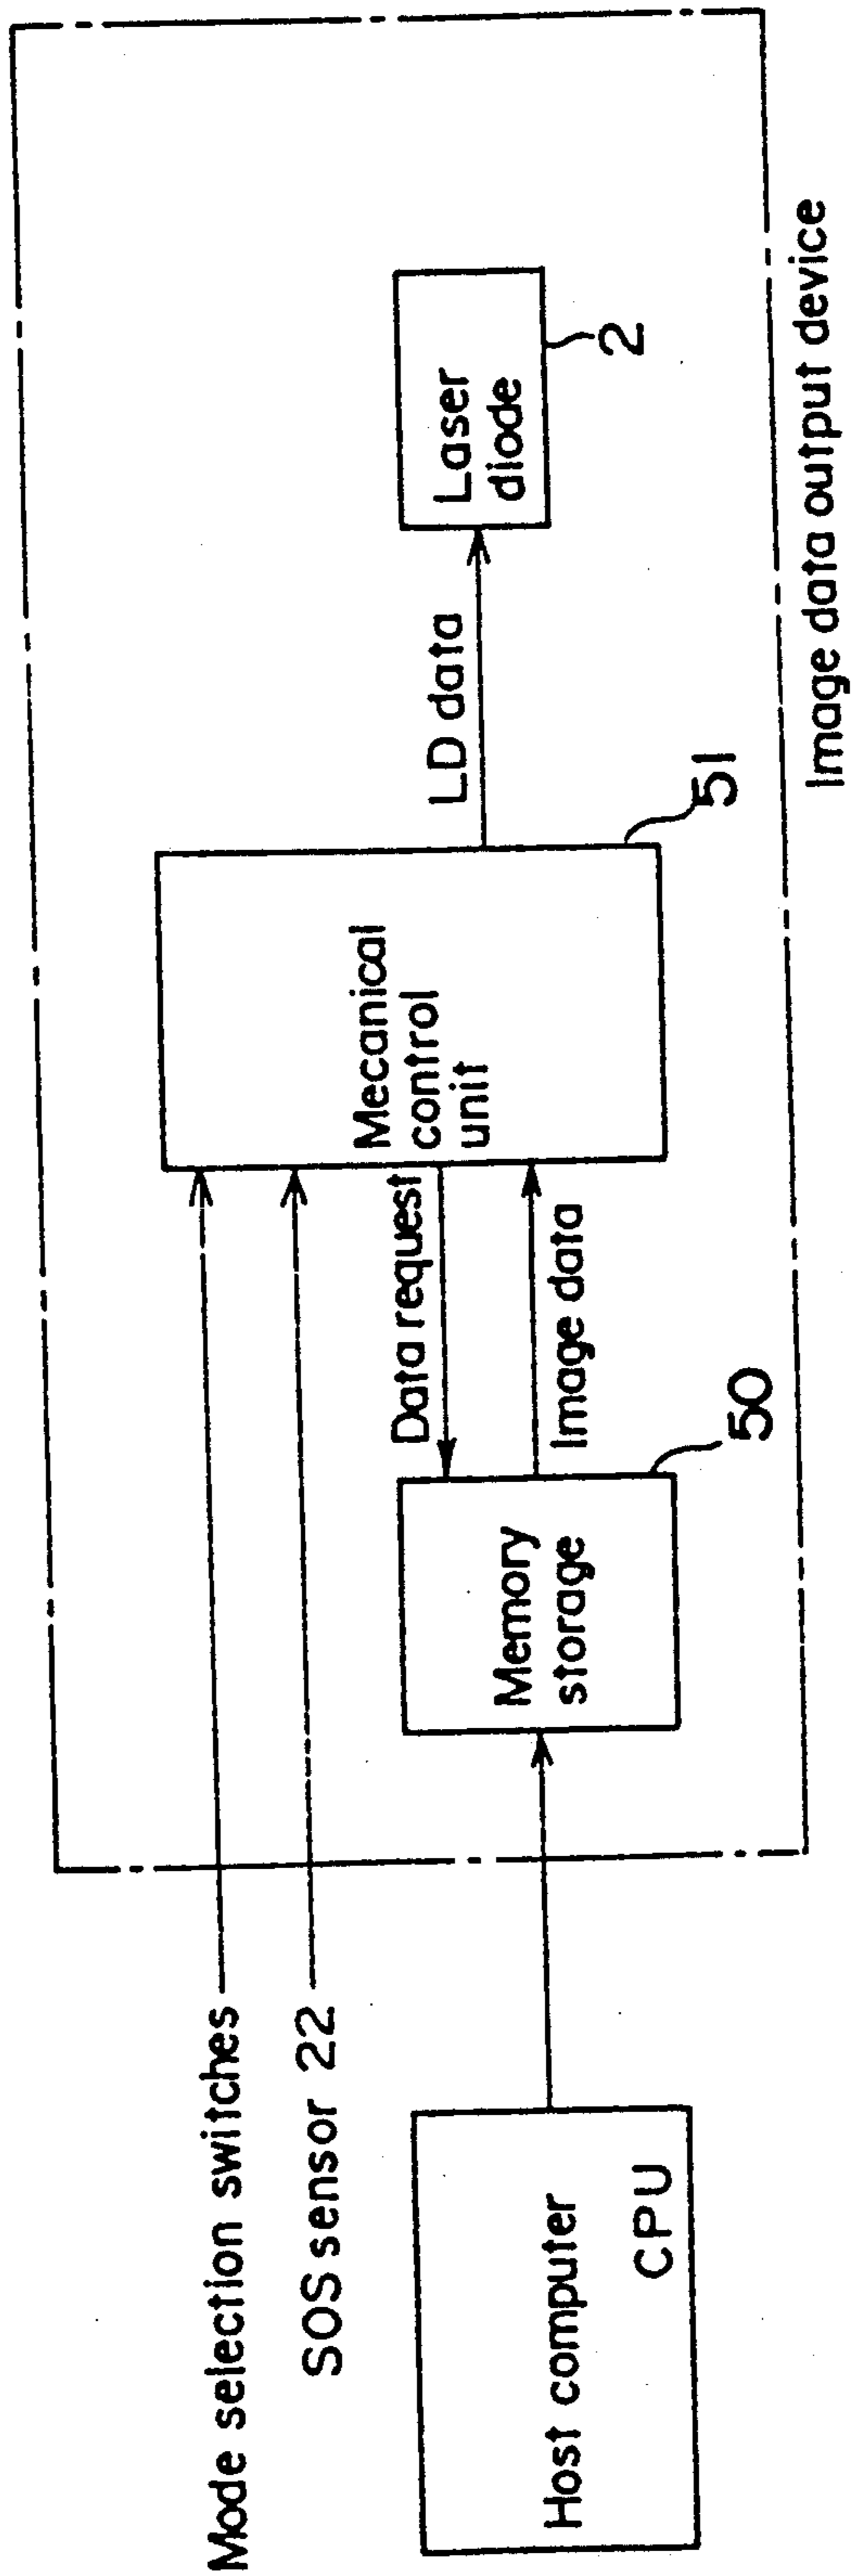 Mode selection switches
SOS sensor 22
Host computer
CPU
Memory
storage
50
Data request
Image data
Mecanical
control
unit
51
LD data
Laser
diode
2
Image data output device